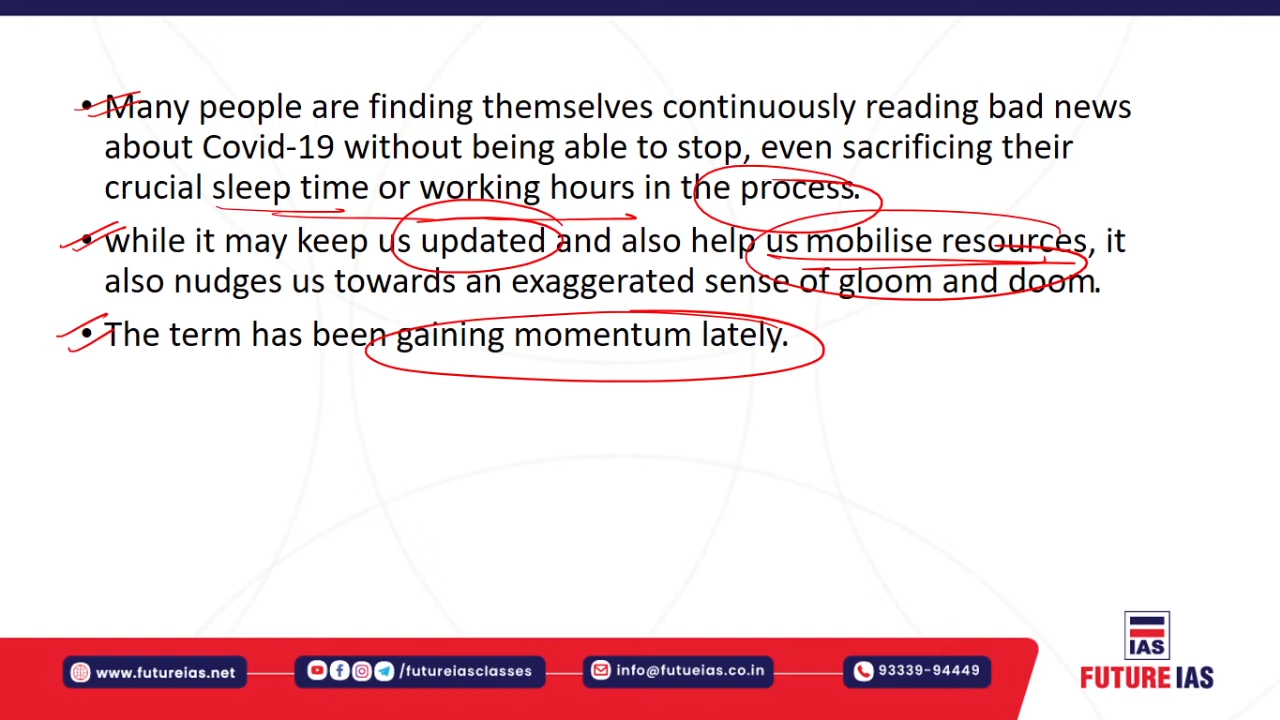 • Many people are finding themselves continuously reading bad news
about Covid-19 without being able to stop, even sacrificing their
crucial sleep time or working hours in the process.
• while it may keep us updated and also help us mobilise resources, it
also nudges us towards an exaggerated sense of gloom and doom.
• The term has been gaining momentum lately.
IAS
FUTURE IAS
www.futureias.net
/futureiasclasses
info@futueias.co.in
93339-94449